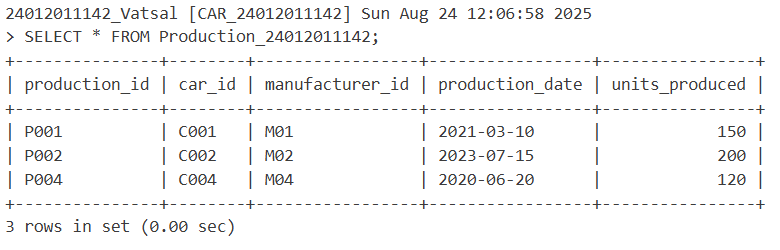 24012011142_Vatsal [CAR_24012011142] Sun Aug 24 12:06:58 2025
> SELECT * FROM Production_24012011142;
+---------------+--------+-----------------+-----------------+----------------+
| production_id | car_id | manufacturer_id | production_date | units_produced |
+---------------+--------+-----------------+-----------------+----------------+
| P001          | C001   | M01             | 2021-03-10      |            150 |
| P002          | C002   | M02             | 2023-07-15      |            200 |
| P004          | C004   | M04             | 2020-06-20      |            120 |
+---------------+--------+-----------------+-----------------+----------------+
3 rows in set (0.00 sec)